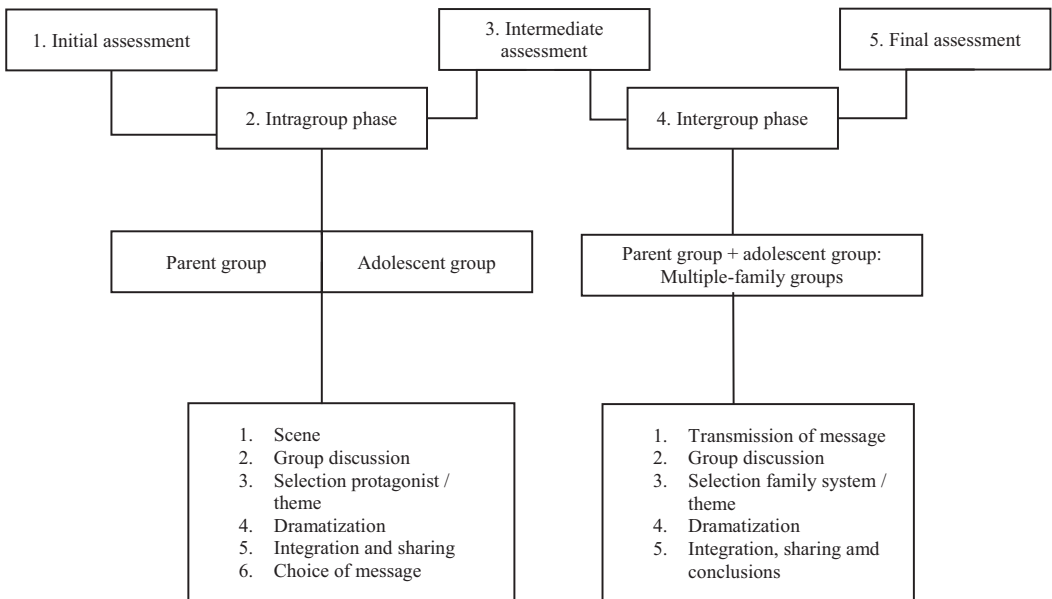 1. Initial assessment
3. Intermediate
assessment
5. Final assessment
2. Intragroup phase
4. Intergroup phase
Parent group
Adolescent group
Parent group + adolescent group:
Multiple-family groups
1. Scene
2. Group discussion
3. Selection protagonist /
theme
4. Dramatization
5. Integration and sharing
6. Choice of message
1. Transmission of message
2. Group discussion
3. Selection family system /
theme
4. Dramatization
5. Integration, sharing amd
conclusions